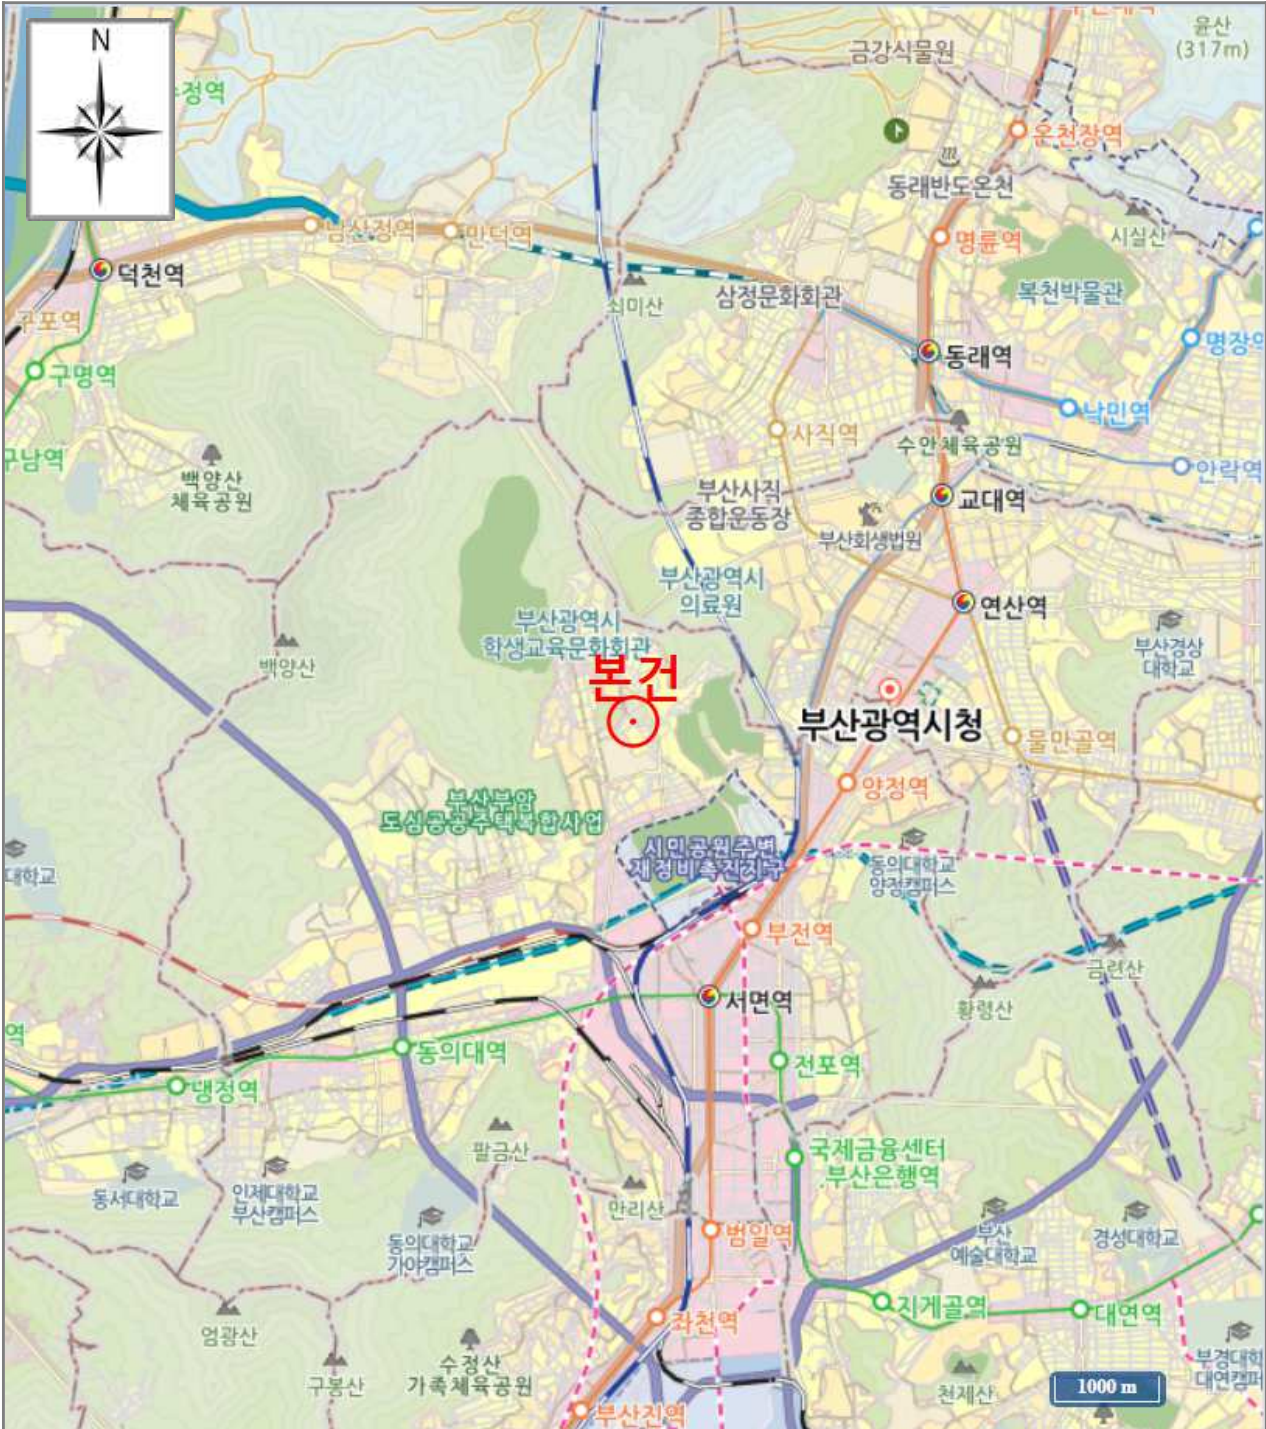 N
윤산
(317m)
금강식물원
온천장역
동래반도온천
명륜역
시실산
남산정역
만덕역
덕천역
구포역
쇠미산
삼정문화회관
복천박물관
동래역
구명역
낙민역
사직역
수안체육공원
구남역
안락역
백양산
체육공원
부산사직
종합운동장
교대역
부산회생법원
부산광역시
의료원
연산역
부산광역시
학생교육문화회관
부산경상
대학교
백양산
본건
부산광역시청
물만골역
양정역
부산부암
도심공공주택복합사업
시민공원주변
재정비촉진지구
동의대학교
양정캠퍼스
대학교
부전역
금련산
황령산
서면역
역
동의대역
전포역
냉정역
팔금산
국제금융센터
부산은행역
동서대학교
인제대학교
부산캠퍼스
만리산
동의대학교
가야캠퍼스
범일역
부산
예술대학교
경성대학교
지게골역
대연역
좌천역
엄광산
구봉산
수정산
가족체육공원
천제산
1000 m
부산진역